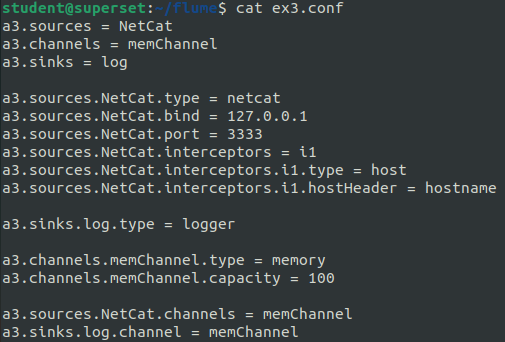 student@superset:~/flume$ cat ex3.conf
a3.sources = NetCat
a3.channels = memChannel
a3.sinks = log
a3.sources.NetCat.type = netcat
a3.sources.NetCat.bind = 127.0.0.1
a3.sources.NetCat.port = 3333
a3.sources.NetCat.interceptors = i1
a3.sources.NetCat.interceptors.i1.type = host
a3.sources.NetCat.interceptors.i1.hostHeader = hostname
a3.sinks.log.type = logger
a3.channels.memChannel.type = memory
a3.channels.memChannel.capacity = 100
a3.sources.NetCat.channels = memChannel
a3.sinks.log.channel = memChannel